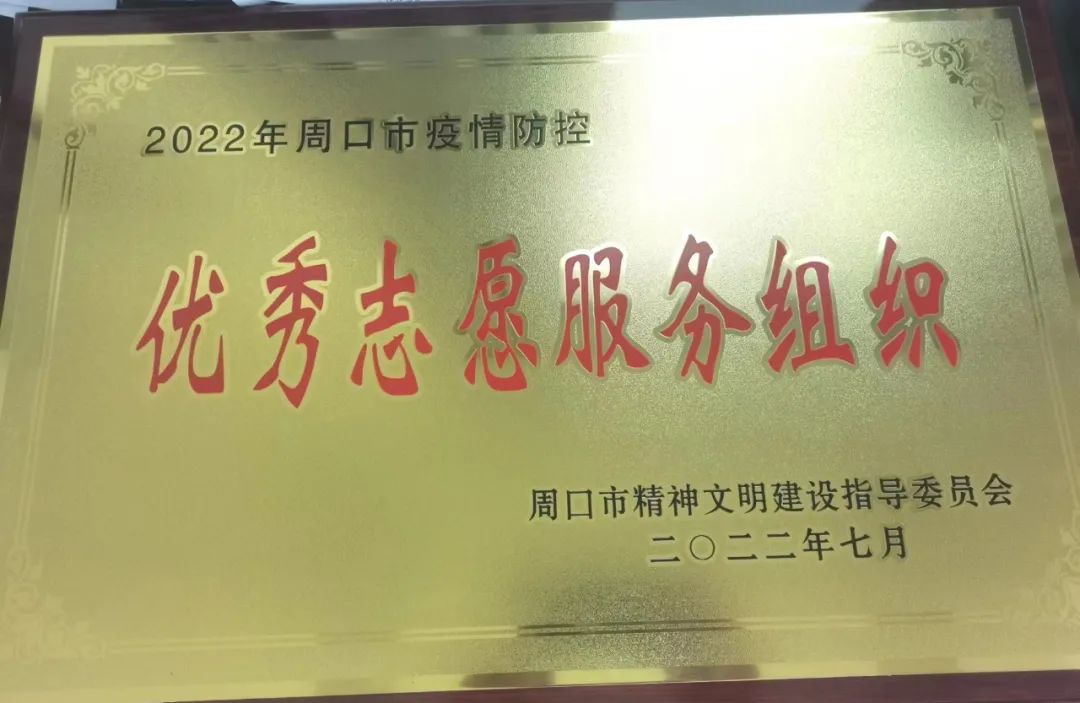 2022年周口市疫情防控
优秀志愿服务组织
周口市精神文明建设指导委员会
二〇二二年七月